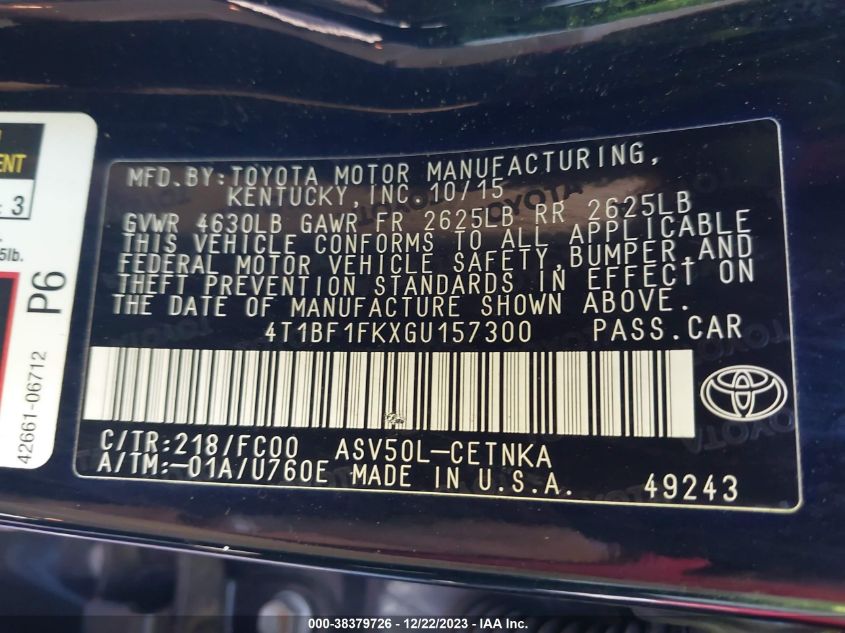 ENT
: 3
5lb.
P6
42661-06712
MFD.BY:TOYOTA MOTOR MANUFACTURING,
KENTUCKY,INC 10/15
GVWR 4630LB GAWR FR 2625LB RR 2625LB
THIS VEHICLE CONFORMS TO ALL APPLICABLE
FEDERAL MOTOR VEHICLE SAFETY,BUMPER,AND
THEFT PREVENTION STANDARDS IN EFFECT ON
THE DATE OF MANUFACTURE SHOWN ABOVE.
4T1BF1FKXGU157300 PASS.CAR
C/TR:218/FC00 ASV50L-CETNKA
A/TM:-01A/U760E MADE IN U.S.A. 49243
000-38379726 - 12/22/2023 - IAA Inc.